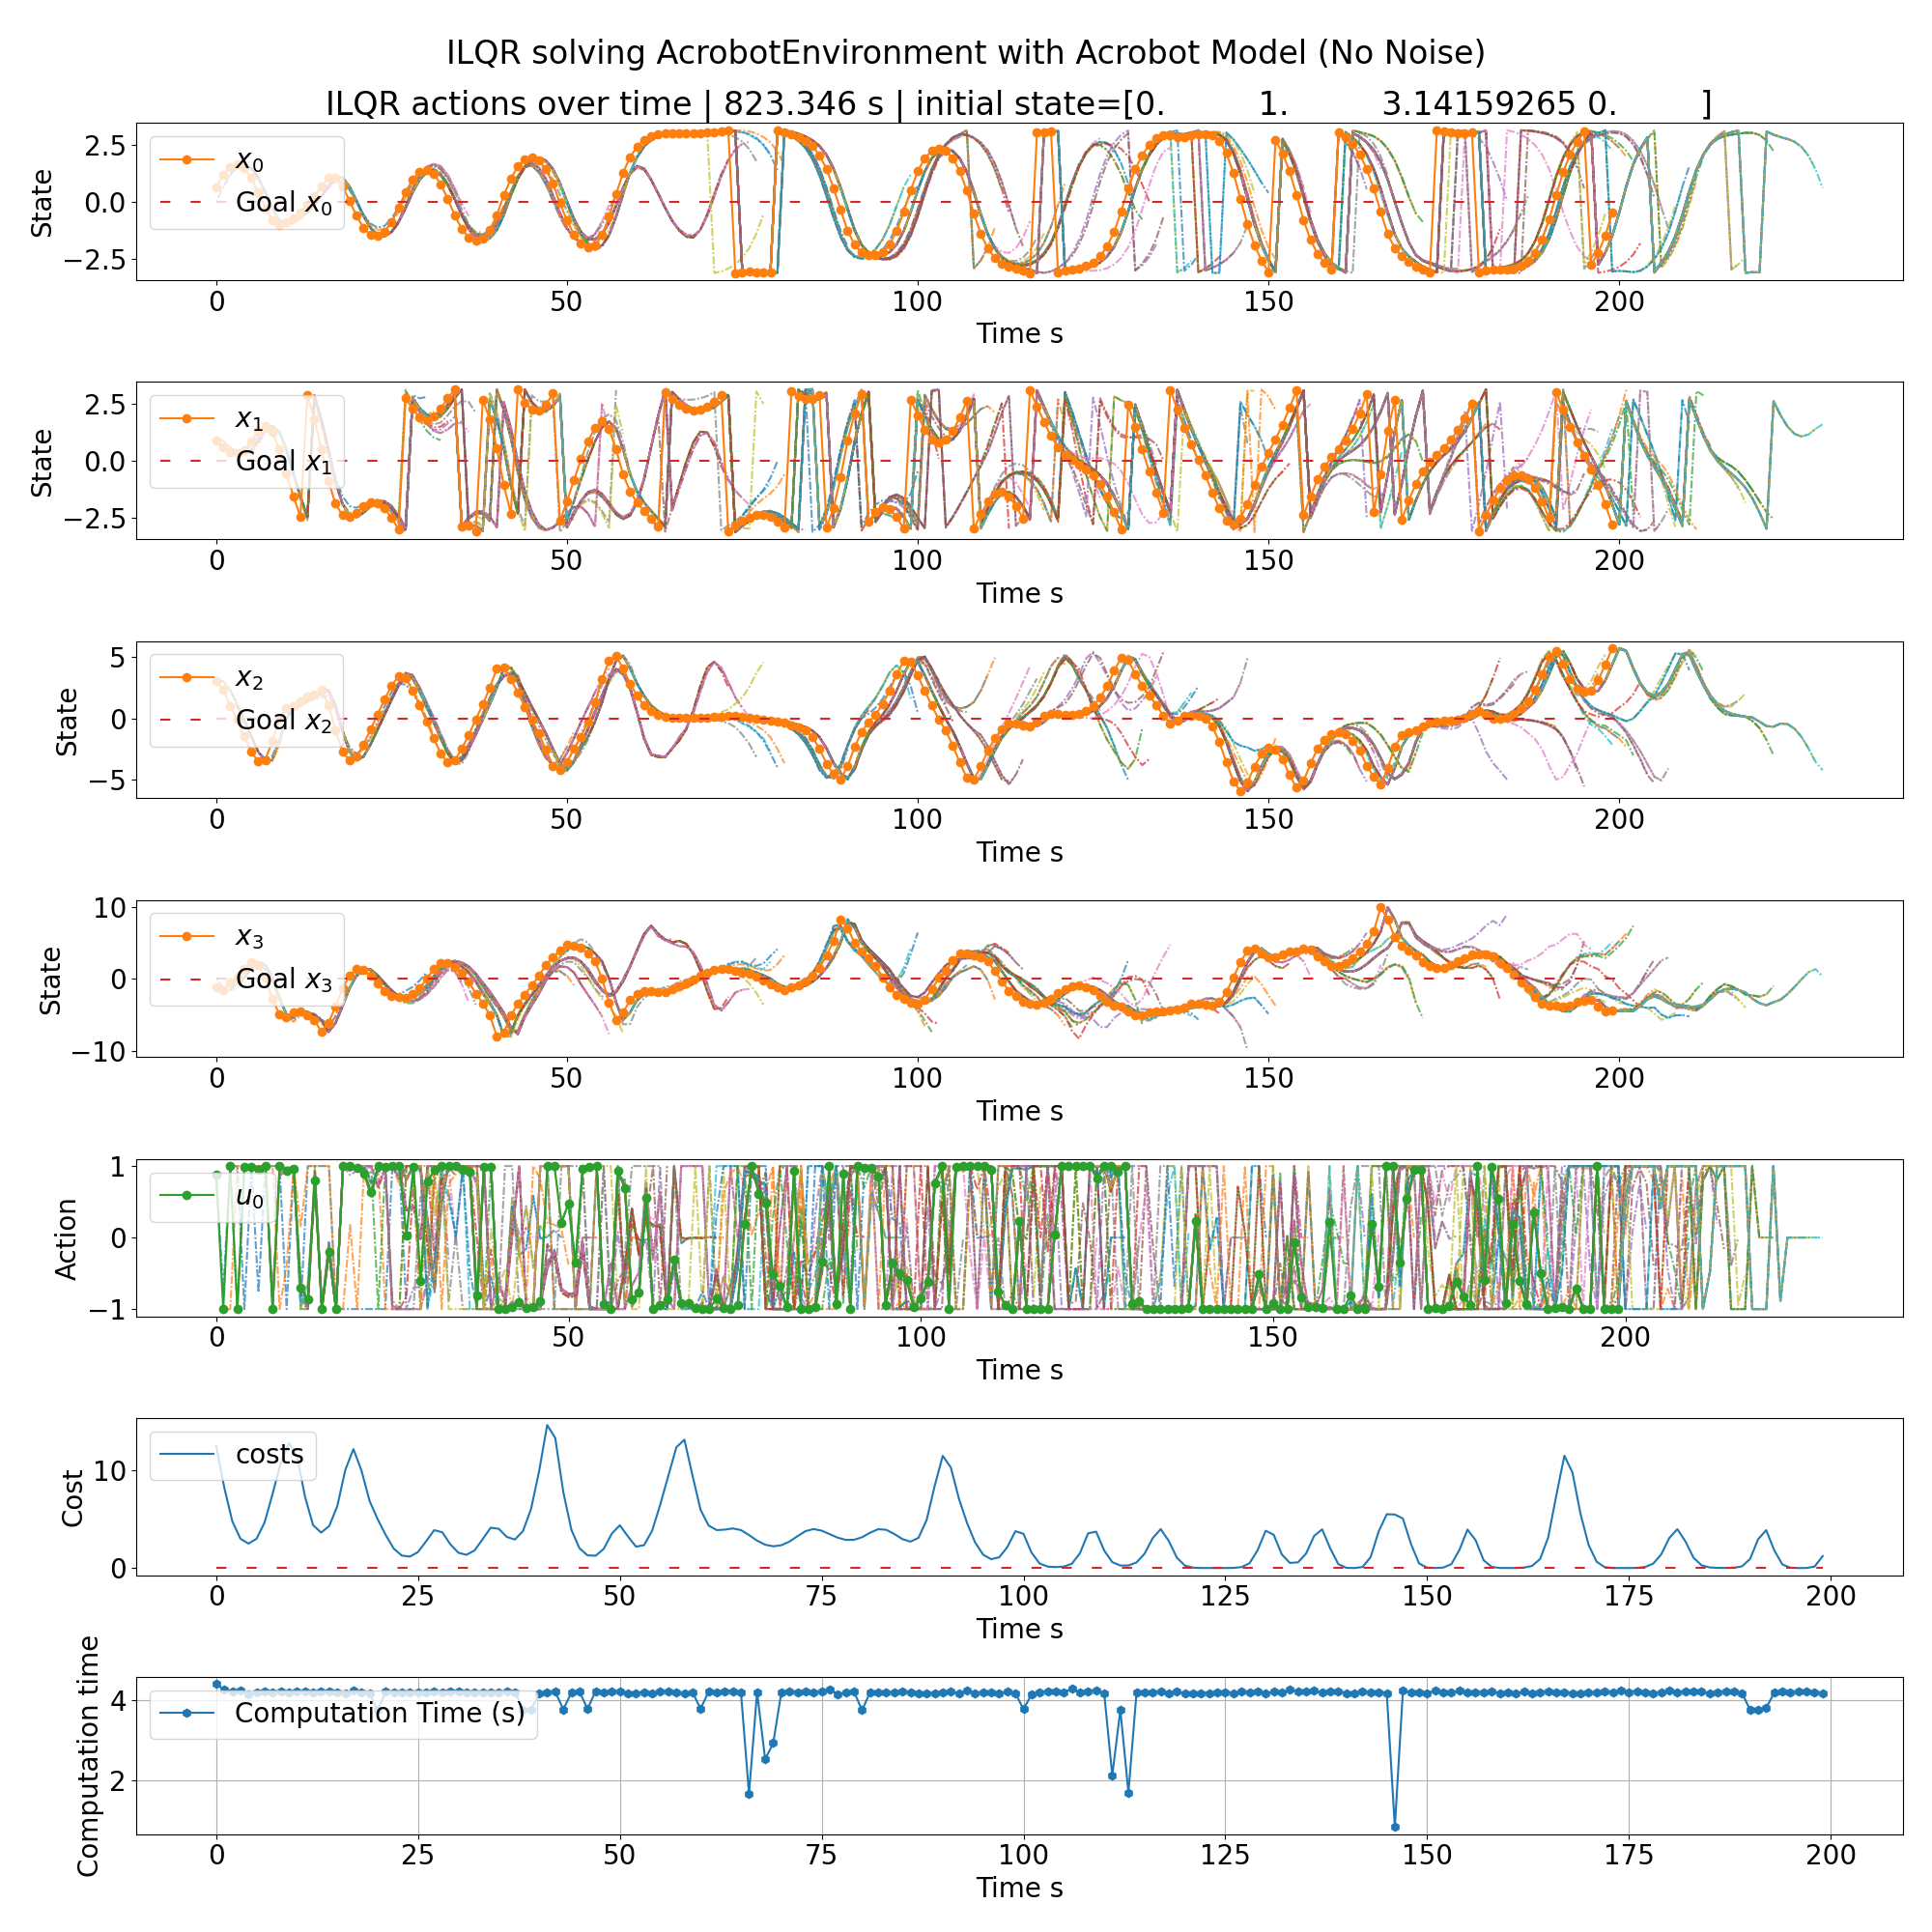 ILQR solving AcrobotEnvironment with Acrobot Model (No Noise)
ILQR actions over time | 823.346 s | initial state=[0. 1. 3.14159265 0. ]
State
2.5
0.0
−2.5
x0
Goal x0
0 50 100 150 200
Time s
State
2.5
0.0
−2.5
x1
Goal x1
0 50 100 150 200
Time s
State
5
0
−5
x2
Goal x2
0 50 100 150 200
Time s
State
10
0
−10
x3
Goal x3
0 50 100 150 200
Time s
Action
1
0
−1
u0
0 50 100 150 200
Time s
Cost
10
0
costs
0 25 50 75 100 125 150 175 200
Time s
Computation time
4
2
Computation Time (s)
0 25 50 75 100 125 150 175 200
Time s